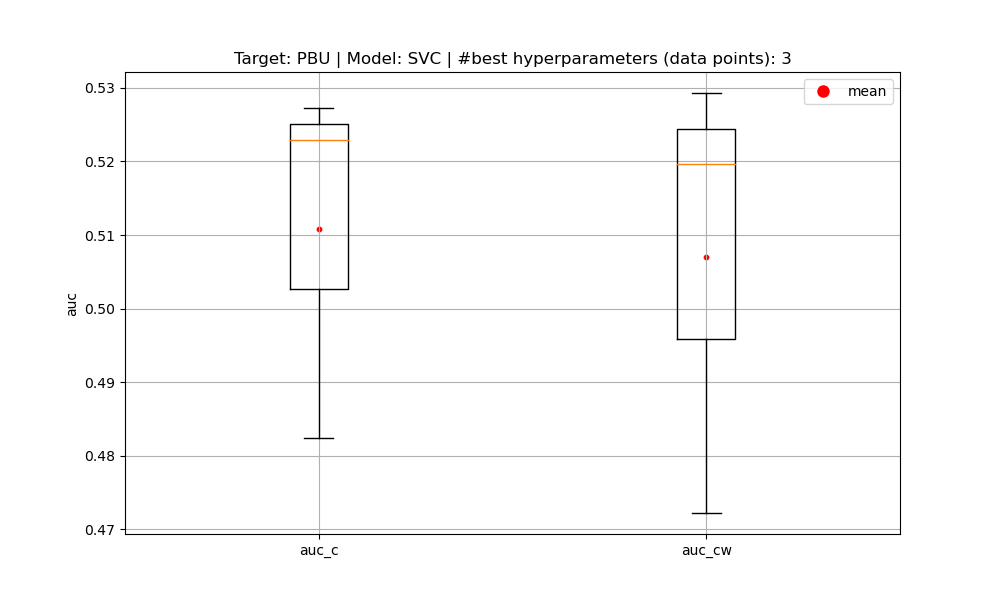 Target: PBU | Model: SVC | #best hyperparameters (data points): 3
mean
0.53
0.52
0.51
0.50
0.49
0.48
0.47
auc
auc_c
auc_cw